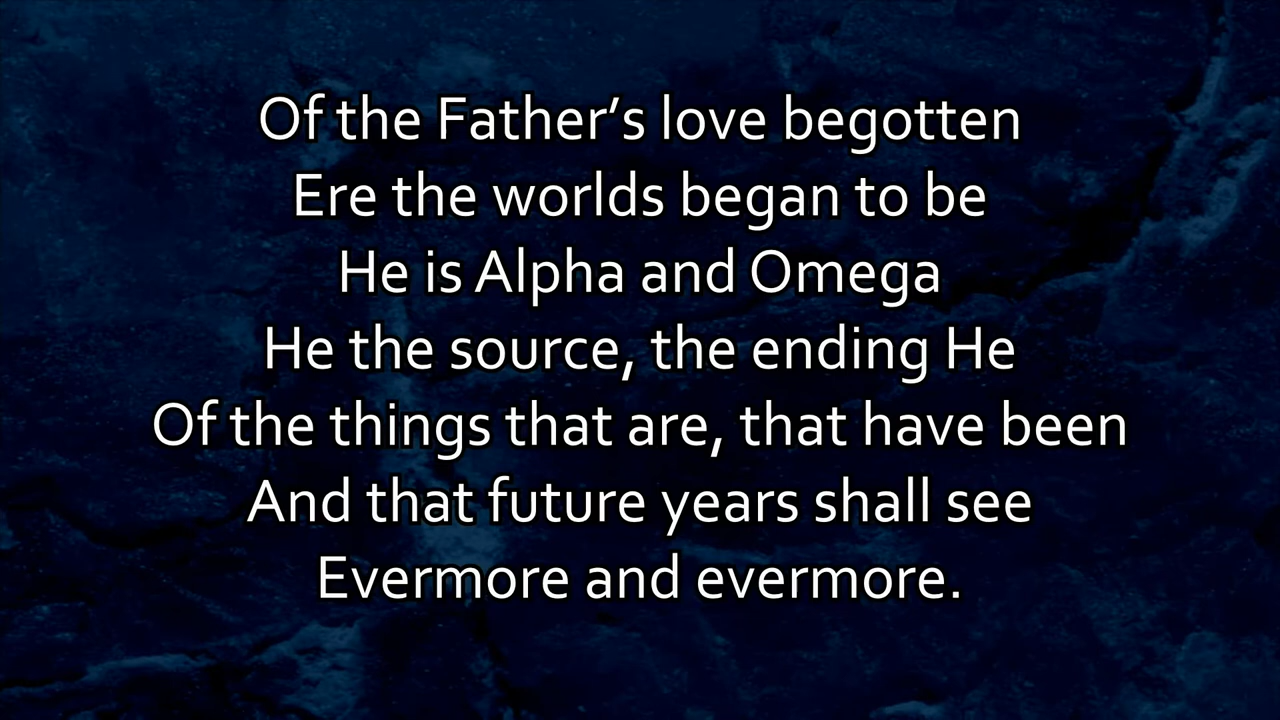 Of the Father’s love begotten
Ere the worlds began to be
He is Alpha and Omega
He the source, the ending He
Of the things that are, that have been
And that future years shall see
Evermore and evermore.